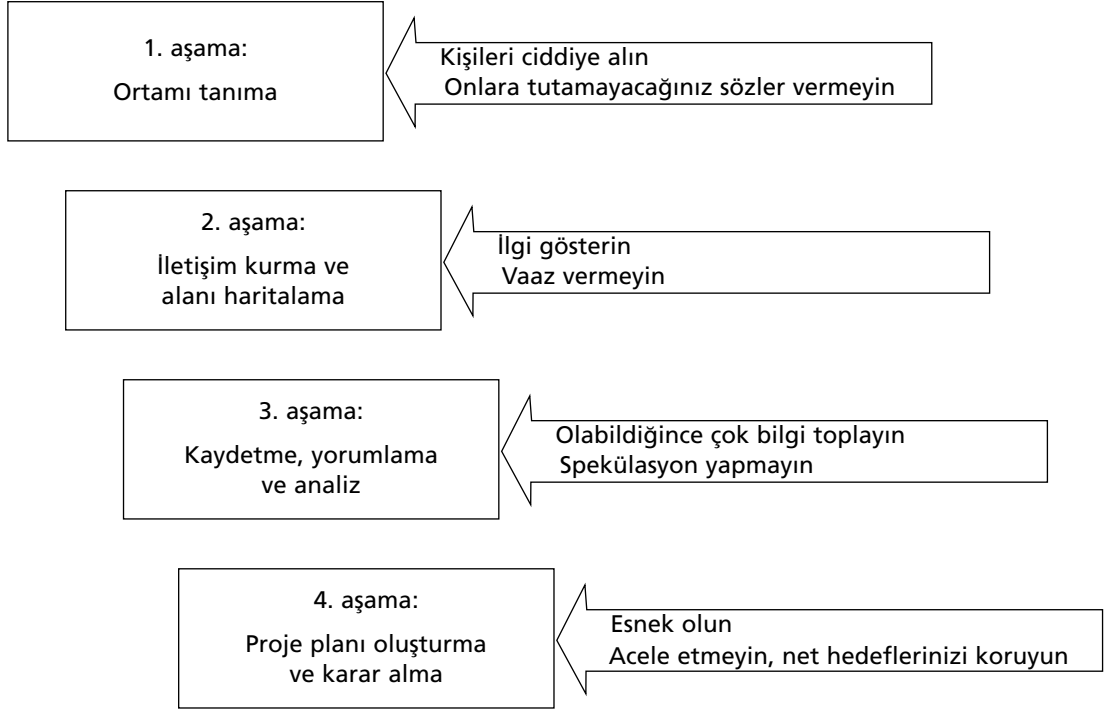 1. aşama:
Ortamı tanıma
Kişileri ciddiye alın
Onlara tutamayacağınız sözler vermeyin
2. aşama:
İletişim kurma ve
alanı haritalama
İlgi gösterin
Vaaz vermeyin
3. aşama:
Kaydetme, yorumlama
ve analiz
Olabildiğince çok bilgi toplayın
Spekülasyon yapmayın
4. aşama:
Proje planı oluşturma
ve karar alma
Esnek olun
Acele etmeyin, net hedeflerinizi koruyun